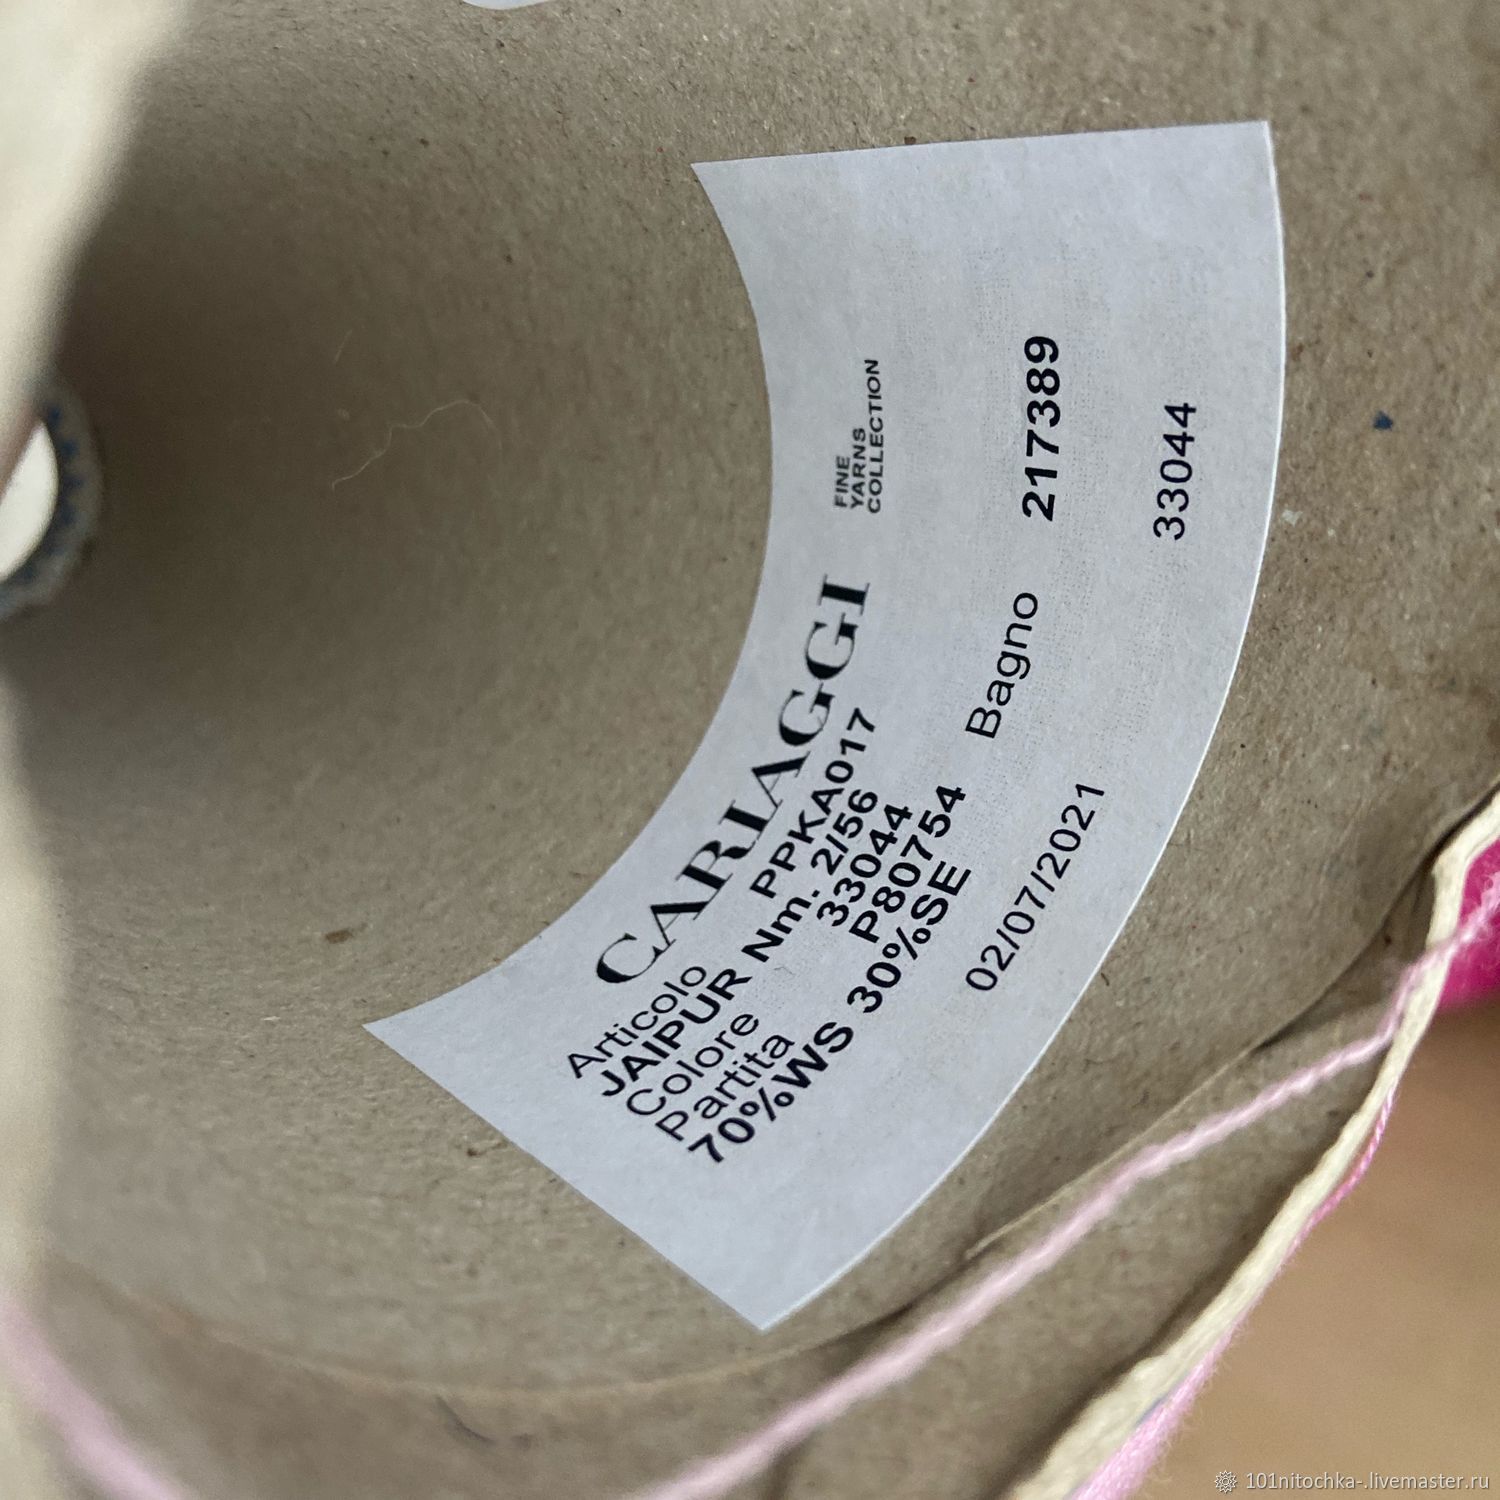 CARIAGGI
FINE
YARNS
COLLECTION
Articolo PPKA017
JAIPUR Nm. 2/56
Colore 33044
Partita P80754 Bagno 217389
70%WS 30%SE
02/07/2021 33044
101nitochka-.livemaster.ru